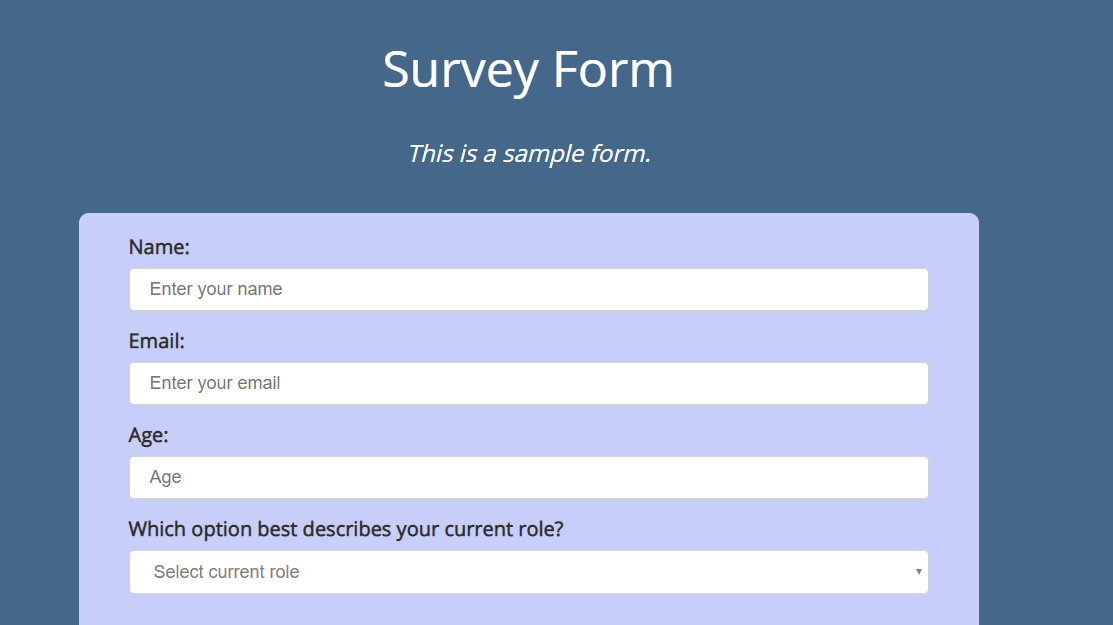 Survey Form
This is a sample form.
Name:
Enter your name
Email:
Enter your email
Age:
Age
Which option best describes your current role?
Select current role